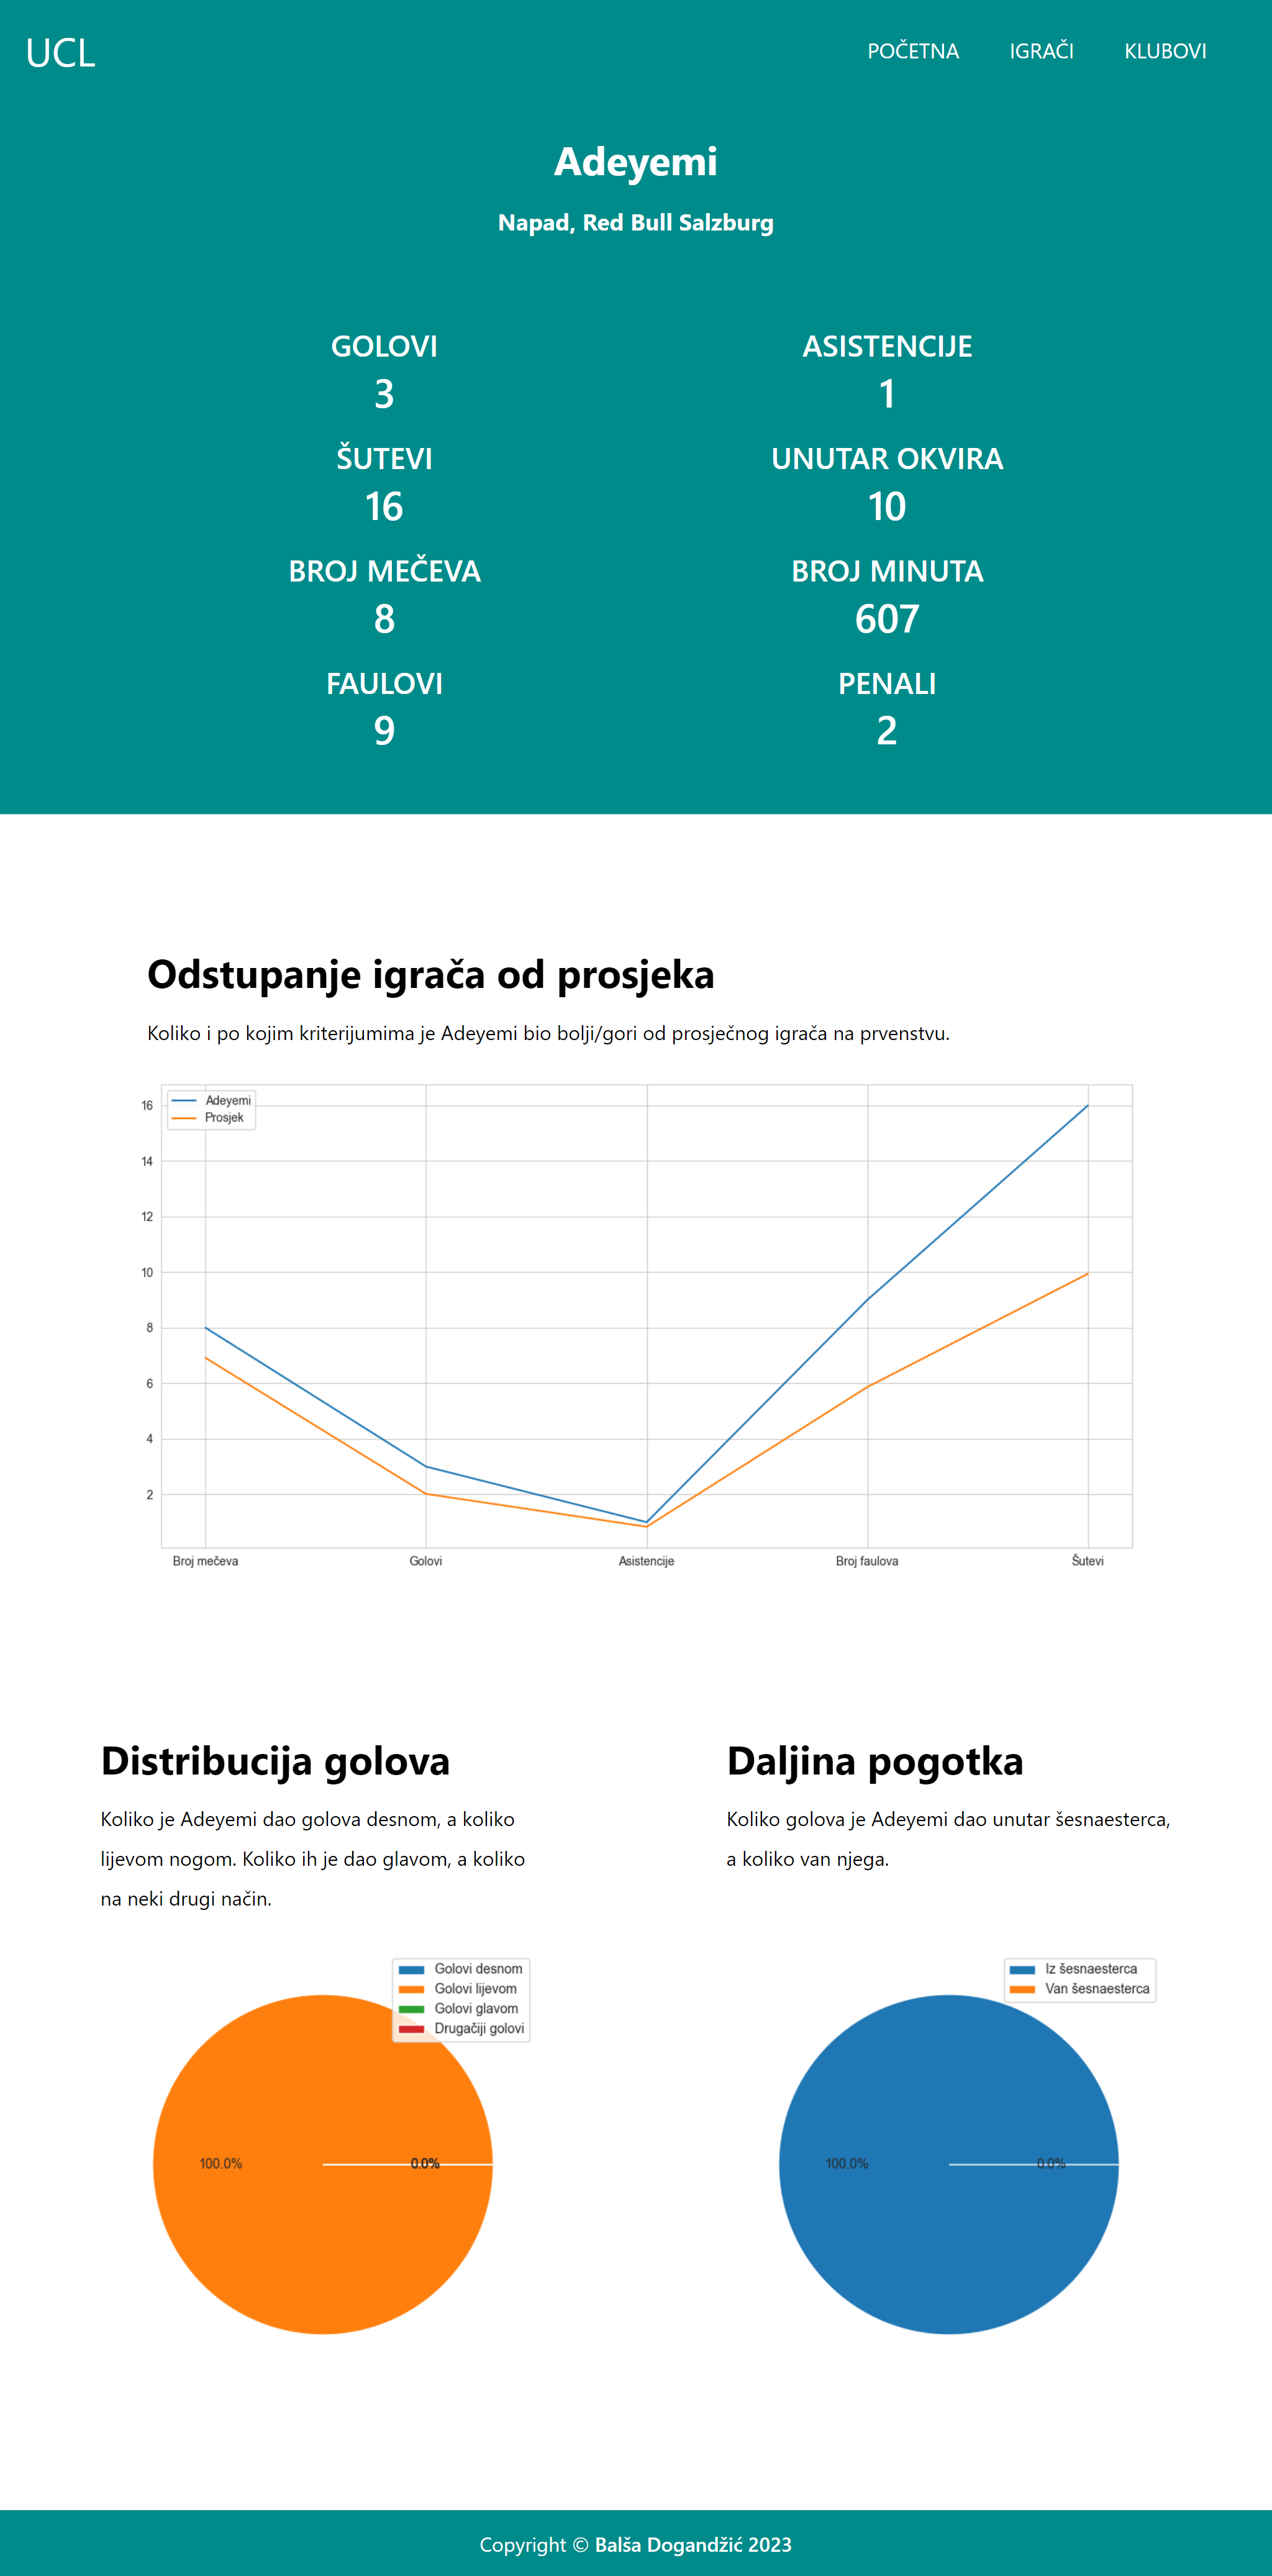 UCL
POČETNA
IGRAČI
KLUBOVI
Adeyemi
Napad, Red Bull Salzburg
GOLOVI
3
ASISTENCIJE
1
ŠUTEVI
16
UNUTAR OKVIRA
10
BROJ MEČEVA
8
BROJ MINUTA
607
FAULOVI
9
PENALI
2
Odstupanje igrača od prosjeka
Koliko i po kojim kriterijumima je Adeyemi bio bolji/gori od prosječnog igrača na prvenstvu.
Adeyemi
Prosjek
16
14
12
10
8
6
4
2
Broj mečeva
Golovi
Asistencije
Broj faulova
Šutevi
Distribucija golova
Koliko je Adeyemi dao golova desnom, a koliko
lijevom nogom. Koliko ih je dao glavom, a koliko
na neki drugi način.
Golovi desnom
Golovi lijevom
Golovi glavom
Drugačiji golovi
100.0%
0.0%
Daljina pogotka
Koliko golova je Adeyemi dao unutar šesnaesterca,
a koliko van njega.
Iz šesnaesterca
Van šesnaesterca
100.0%
0.0%
Copyright © Balša Dogandžić 2023